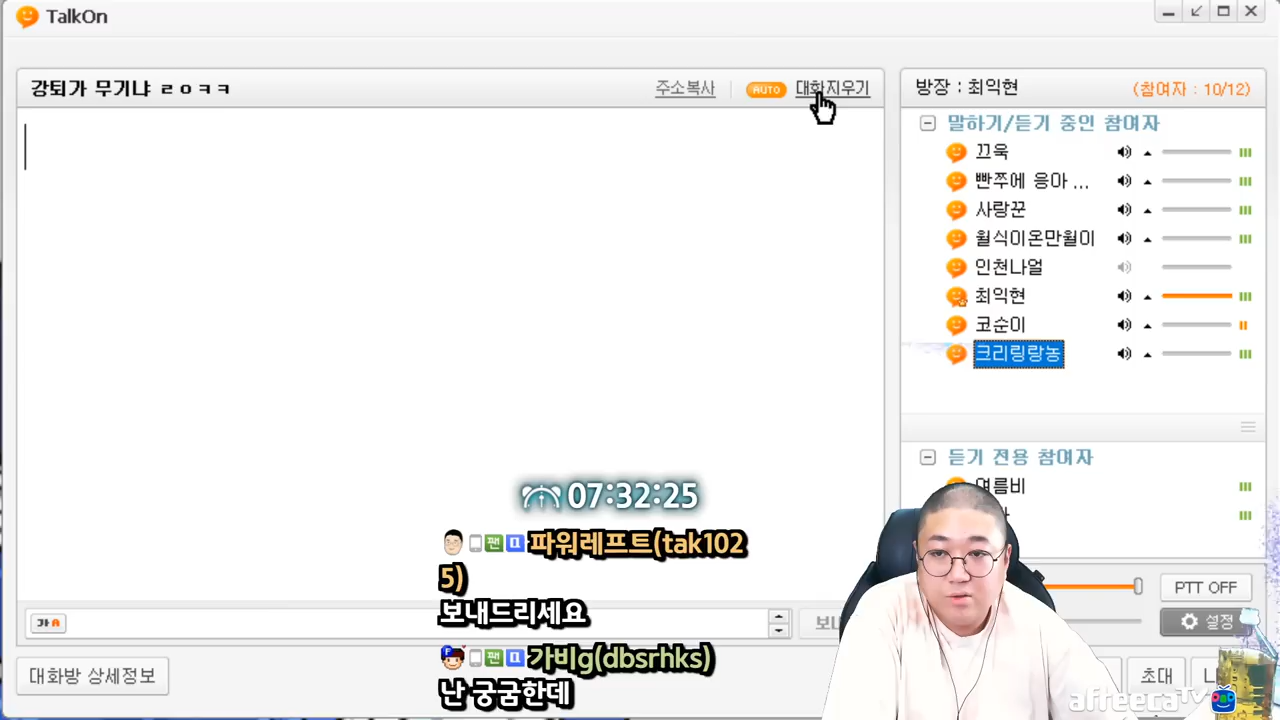 TalkOn
강퇴가 무기냐 ㄹㅇㅋㅋ
주소복사
AUTO
대화지우기
방장 : 최익현
(참여자 : 10/12)
말하기/듣기 중인 참여자
끄욱
빤쭈에 응아 ...
사랑꾼
월식이온만월이
인천나얼
최익현
코순이
크리링랑농
듣기 전용 참여자
여름비
07:32:25
팬
파워레프트(tak102
5)
보내드리세요
팬
가비g(dbsrhks)
난 궁금한데
가
보내
PTT OFF
설정
대화방 상세정보
초대
afreecaTV